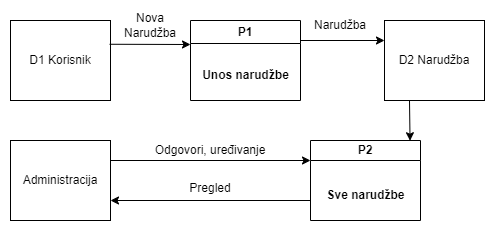 D1 Korisnik
Nova
Narudžba
P1
Unos narudžbe
Narudžba
D2 Narudžba
Administracija
Odgovori, uređivanje
Pregled
P2
Sve narudžbe